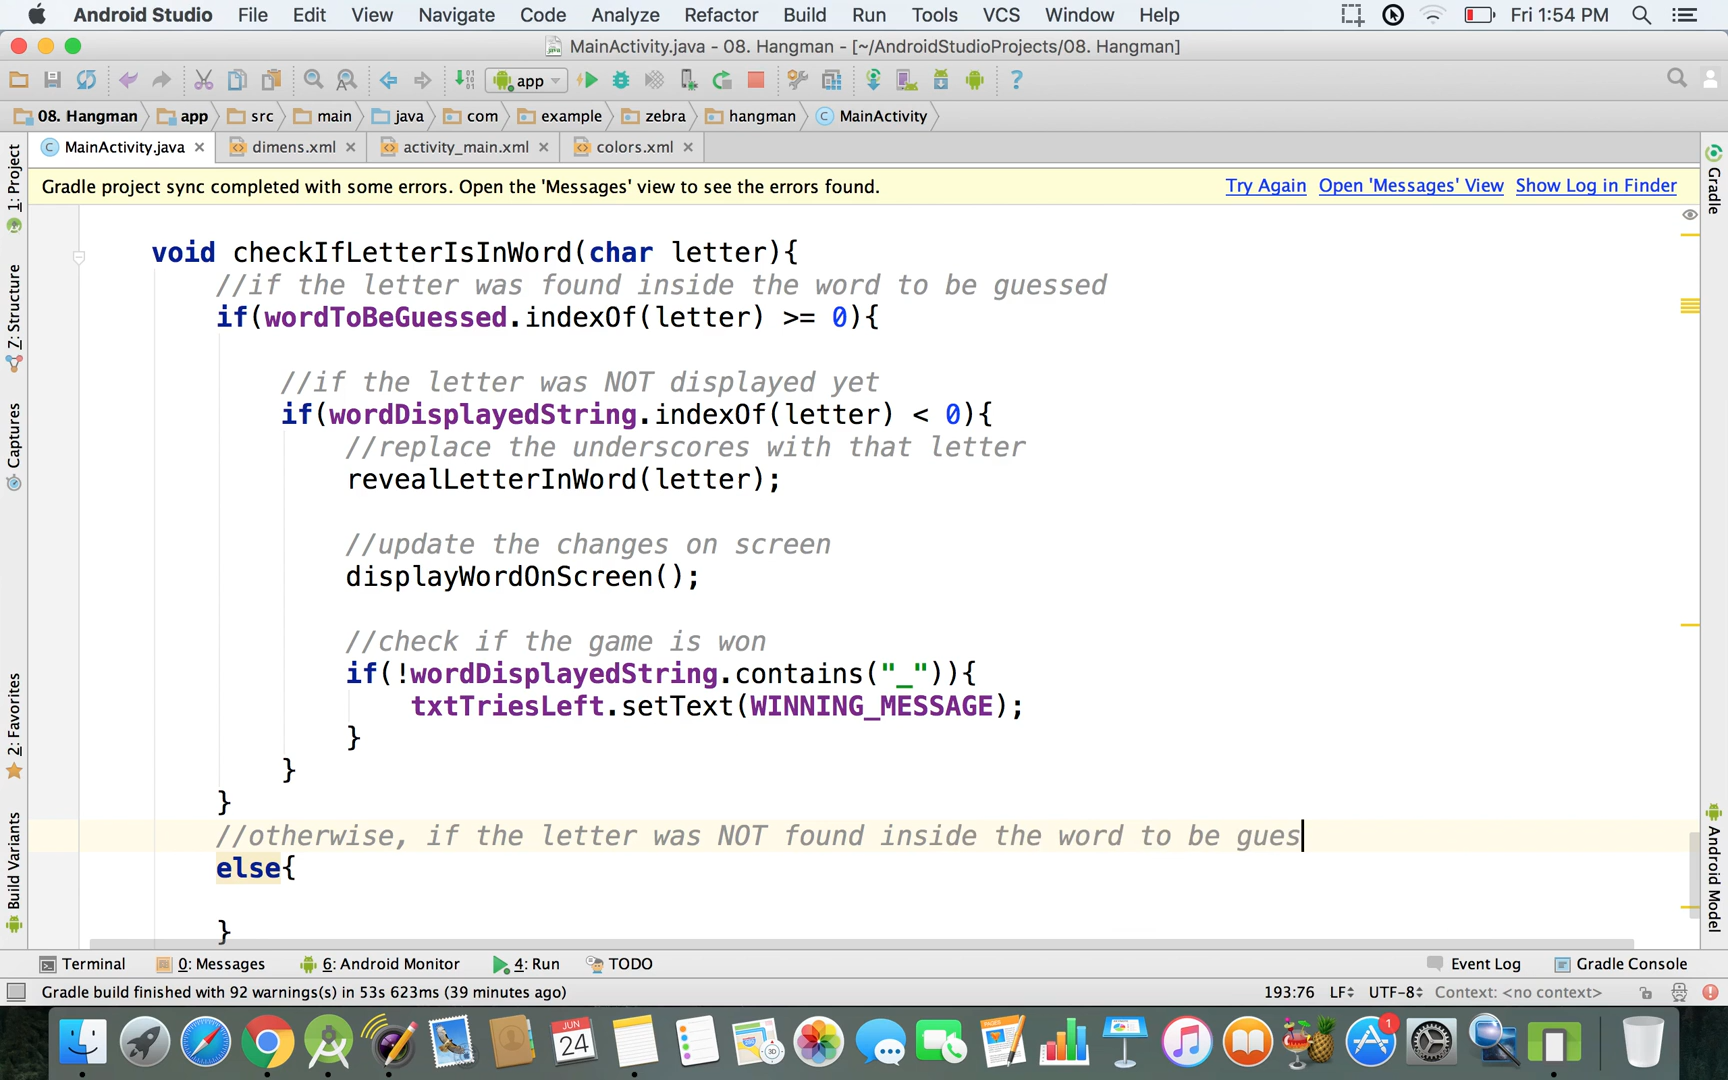 Android Studio File Edit View Navigate Code Analyze Refactor Build Run Tools VCS Window Help Fri 1:54 PM
MainActivity.java - 08. Hangman - [~/AndroidStudioProjects/08. Hangman]
app
08. Hangman app src main java com example zebra hangman MainActivity
MainActivity.java dimens.xml activity_main.xml colors.xml
Gradle project sync completed with some errors. Open the 'Messages' view to see the errors found. Try Again Open 'Messages' View Show Log in Finder
1: Project
7: Structure
Captures
2: Favorites
Build Variants
void checkIfLetterIsInWord(char letter){
//if the letter was found inside the word to be guessed
if(wordToBeGuessed.indexOf(letter) >= 0){
//if the letter was NOT displayed yet
if(wordDisplayedString.indexOf(letter) < 0){
//replace the underscores with that letter
revealLetterInWord(letter);
//update the changes on screen
displayWordOnScreen();
//check if the game is won
if(!wordDisplayedString.contains("_")){
txtTriesLeft.setText(WINNING_MESSAGE);
}
}
}
//otherwise, if the letter was NOT found inside the word to be gues
else{
}
Gradle
Android Model
Terminal 0: Messages 6: Android Monitor 4: Run TODO Event Log Gradle Console
Gradle build finished with 92 warnings(s) in 53s 623ms (39 minutes ago) 193:76 LF UTF-8 Context: <no context>
JUN
24
3D
1